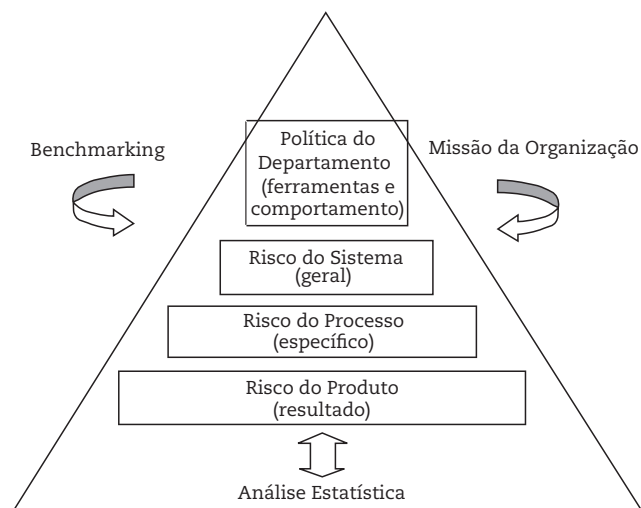 Política do
Departamento
(ferramentas e
comportamento)
Benchmarking
Missão da Organização
Risco do Sistema
(geral)
Risco do Processo
(específico)
Risco do Produto
(resultado)
Análise Estatística